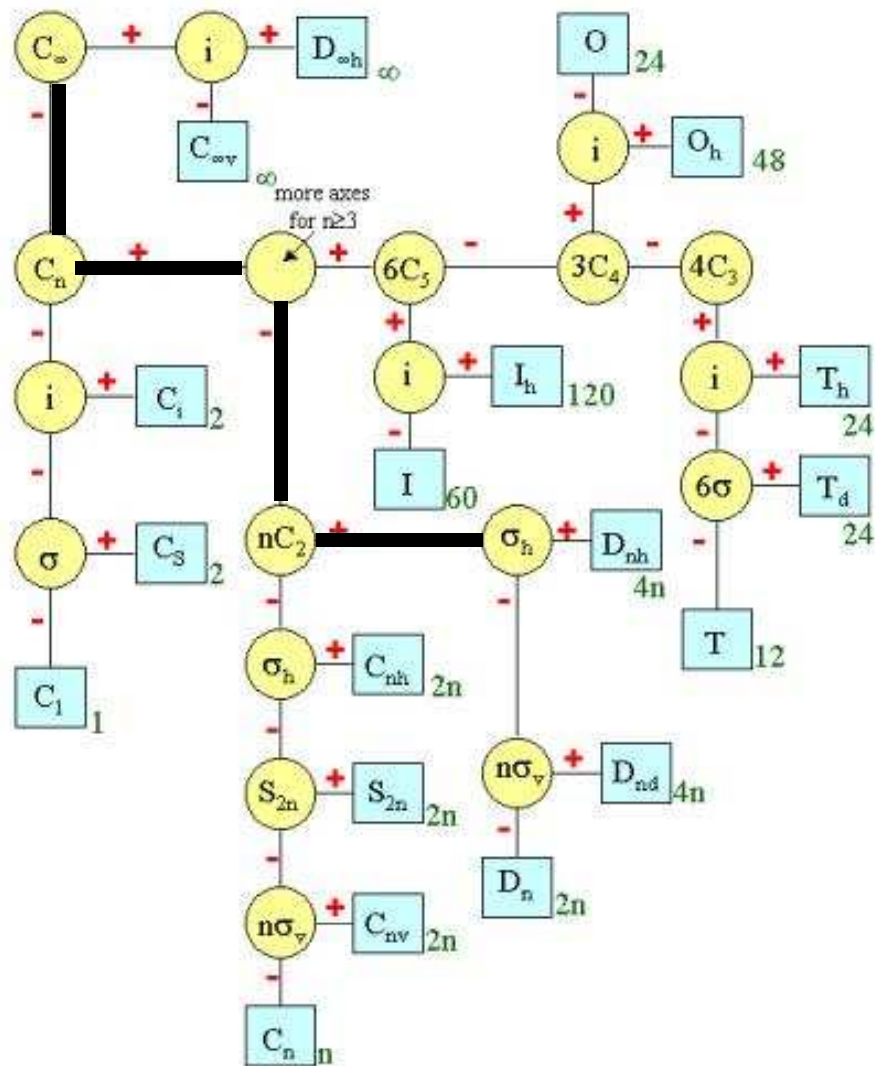 C∞ + i + D∞h ∞
O 24
- - -
i + Oh 48
C∞v ∞
more axes
for n≥3
+
Cn + + 6C5 - 3C4 - 4C3
- - + +
i + Ci 2
i + Ih 120
i + Th 24
- - -
I 60
6σ + Td 24
nC2 + σh + Dnh 4n
σ + CS 2
- - - -
σh + Cnh 2n
T 12
C1 1
-
S2n + S2n 2n
nσv + Dnd 4n
- -
Dn 2n
nσv + Cnv 2n
-
Cn n